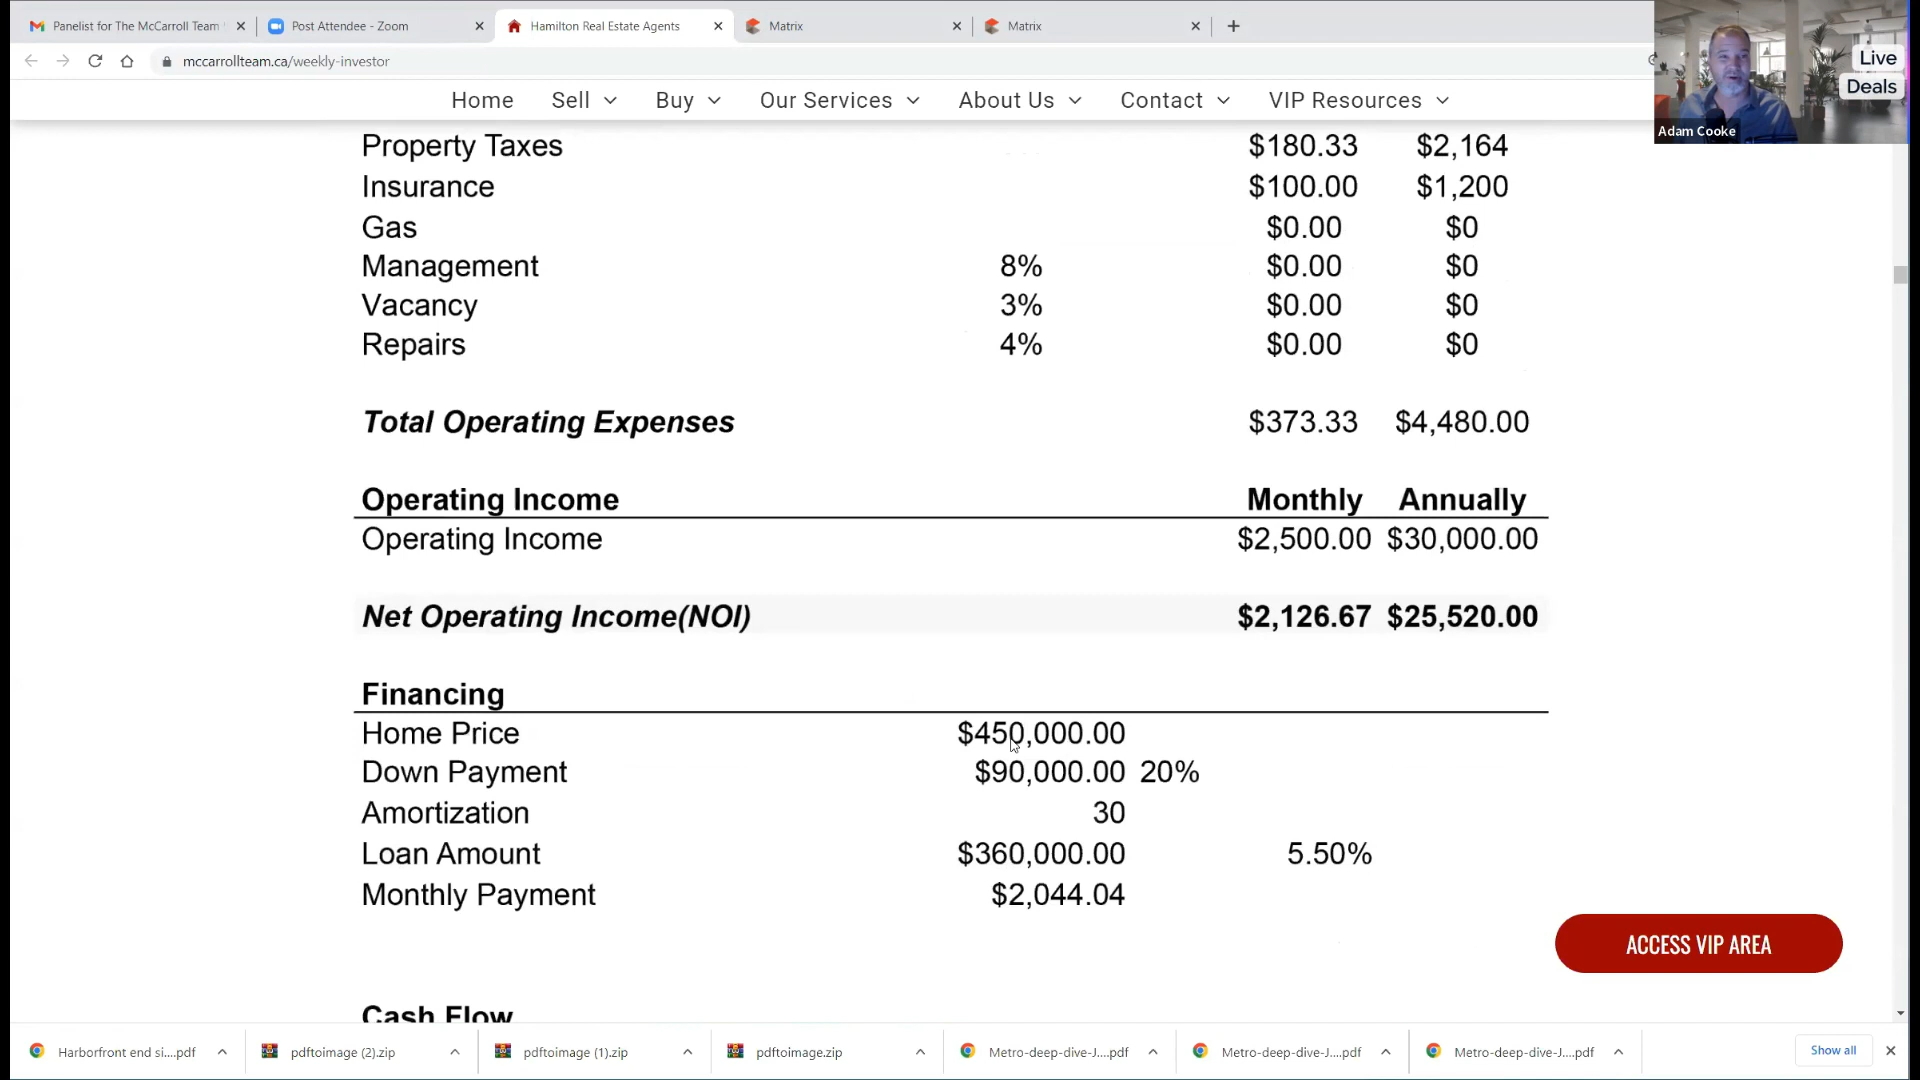 Panelist for The McCarroll Team
Post Attendee - Zoom
Hamilton Real Estate Agents
Matrix
Matrix
mccarrollteam.ca/weekly-investor
Live
Deals
Adam Cooke
Home Sell Buy Our Services About Us Contact VIP Resources
Property Taxes $180.33 $2,164
Insurance $100.00 $1,200
Gas $0.00 $0
Management 8% $0.00 $0
Vacancy 3% $0.00 $0
Repairs 4% $0.00 $0
Total Operating Expenses $373.33 $4,480.00
Operating Income Monthly Annually
Operating Income $2,500.00 $30,000.00
Net Operating Income(NOI) $2,126.67 $25,520.00
Financing
Home Price $450,000.00
Down Payment $90,000.00 20%
Amortization 30
Loan Amount $360,000.00 5.50%
Monthly Payment $2,044.04
ACCESS VIP AREA
Cash Flow
Harborfront end si....pdf
pdftoimage (2).zip
pdftoimage (1).zip
pdftoimage.zip
Metro-deep-dive-J....pdf
Metro-deep-dive-J....pdf
Metro-deep-dive-J....pdf
Show all